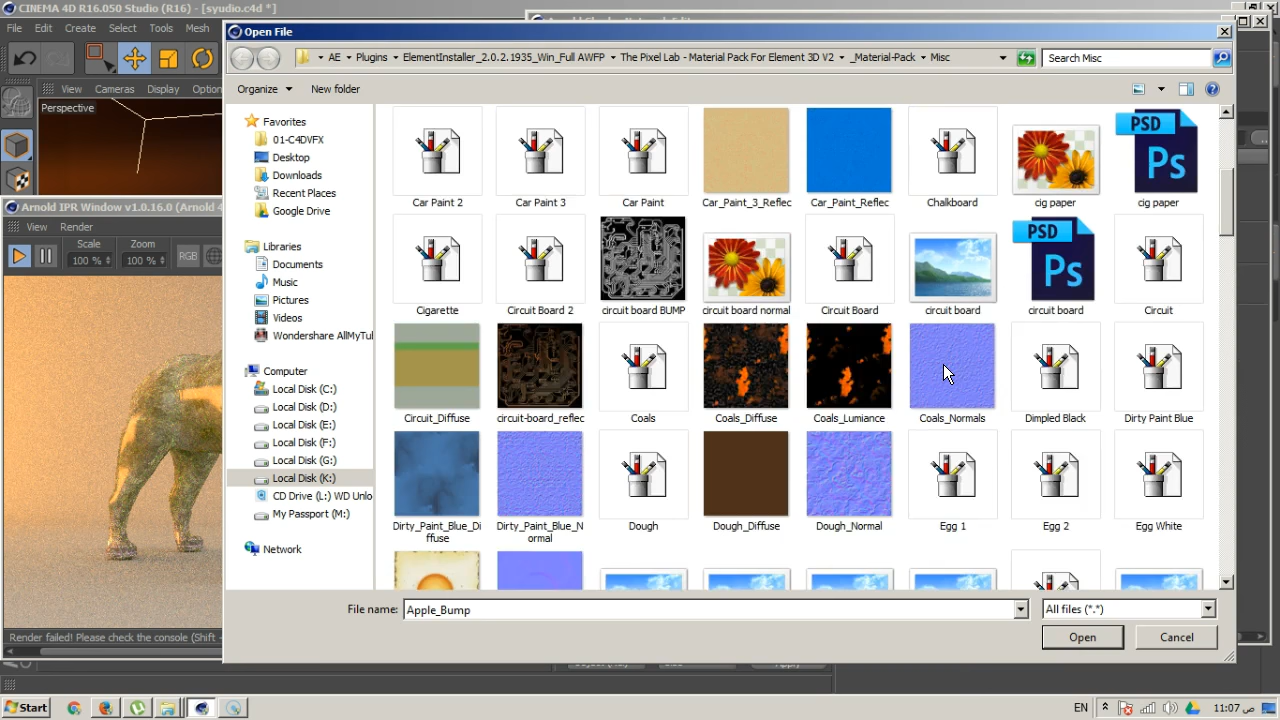 CINEMA 4D R16.050 Studio (R16) - [syudio.c4d *]
File Edit Create Select Tools Mesh
View Cameras Display Option
Perspective
Arnold IPR Window v1.0.16.0 (Arnold 4
View Render
Scale Zoom
100 % 100 % RGB
Render failed! Please check the console (Shift
Open File
AE Plugins ElementInstaller_2.0.2.1935_Win_Full AWFP The Pixel Lab - Material Pack For Element 3D V2 _Material-Pack Misc
Search Misc
Organize New folder
Favorites
01-C4DVFX
Desktop
Downloads
Recent Places
Google Drive
Libraries
Documents
Music
Pictures
Videos
Wondershare AllMyTu
Computer
Local Disk (C:)
Local Disk (D:)
Local Disk (E:)
Local Disk (F:)
Local Disk (G:)
Local Disk (K:)
CD Drive (L:) WD Unlo
My Passport (M:)
Network
PSD
Ps
Car Paint 2 Car Paint 3 Car Paint Car_Paint_3_Reflec Car_Paint_Reflec Chalkboard cig paper cig paper
PSD
Ps
Cigarette Circuit Board 2 circuit board BUMP circuit board normal Circuit Board circuit board circuit board Circuit
Circuit_Diffuse circuit-board_reflec Coals Coals_Diffuse Coals_Lumiance Coals_Normals Dimpled Black Dirty Paint Blue
Dirty_Paint_Blue_Di
ffuse
Dirty_Paint_Blue_N
ormal
Dough Dough_Diffuse Dough_Normal Egg 1 Egg 2 Egg White
File name: Apple_Bump All files (*.*)
Open Cancel
Start EN 11:07 ص